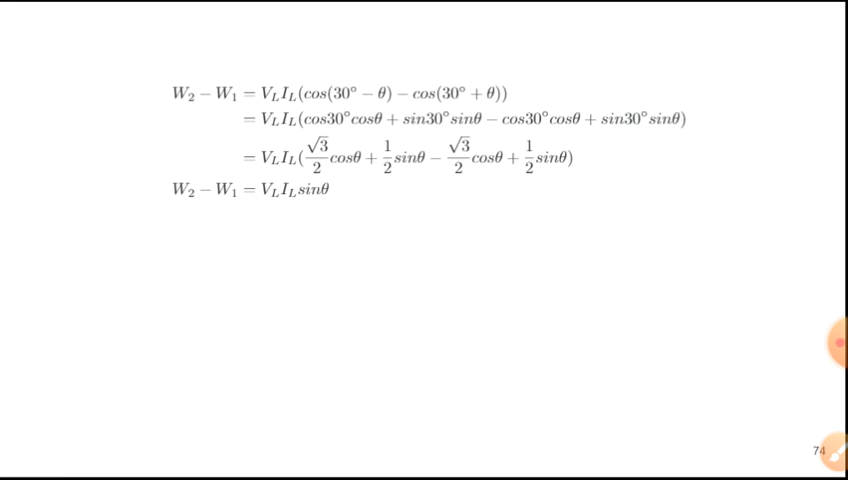 W₂ − W₁ = V_L I_L(cos(30° − θ) − cos(30° + θ))
= V_L I_L(cos30°cosθ + sin30°sinθ − cos30°cosθ + sin30°sinθ)
= V_L I_L(√3/2 cosθ + 1/2 sinθ − √3/2 cosθ + 1/2 sinθ)
W₂ − W₁ = V_L I_L sinθ
74